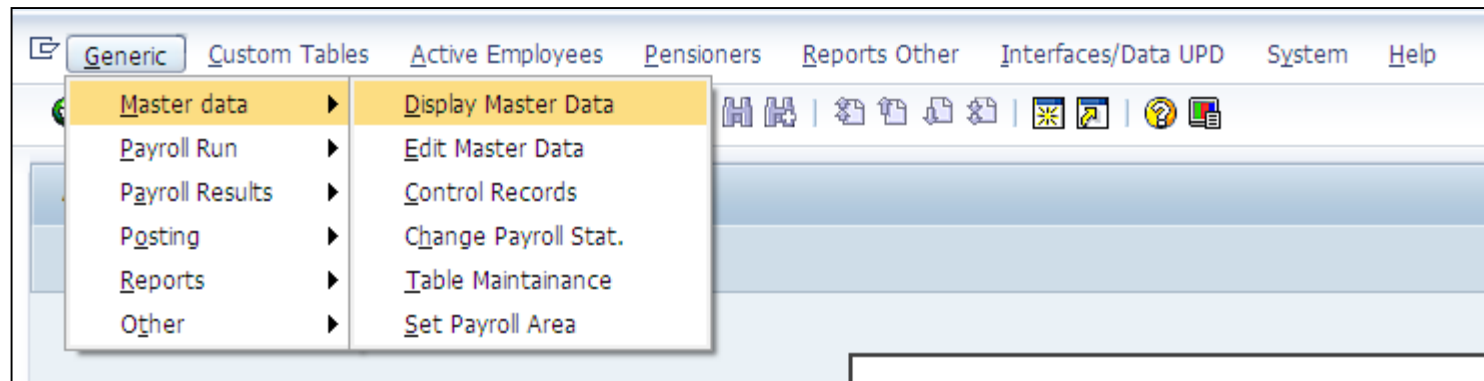 Generic Custom Tables Active Employees Pensioners Reports Other Interfaces/Data UPD System Help
Master data
Payroll Run
Payroll Results
Posting
Reports
Other
Display Master Data
Edit Master Data
Control Records
Change Payroll Stat.
Table Maintainance
Set Payroll Area